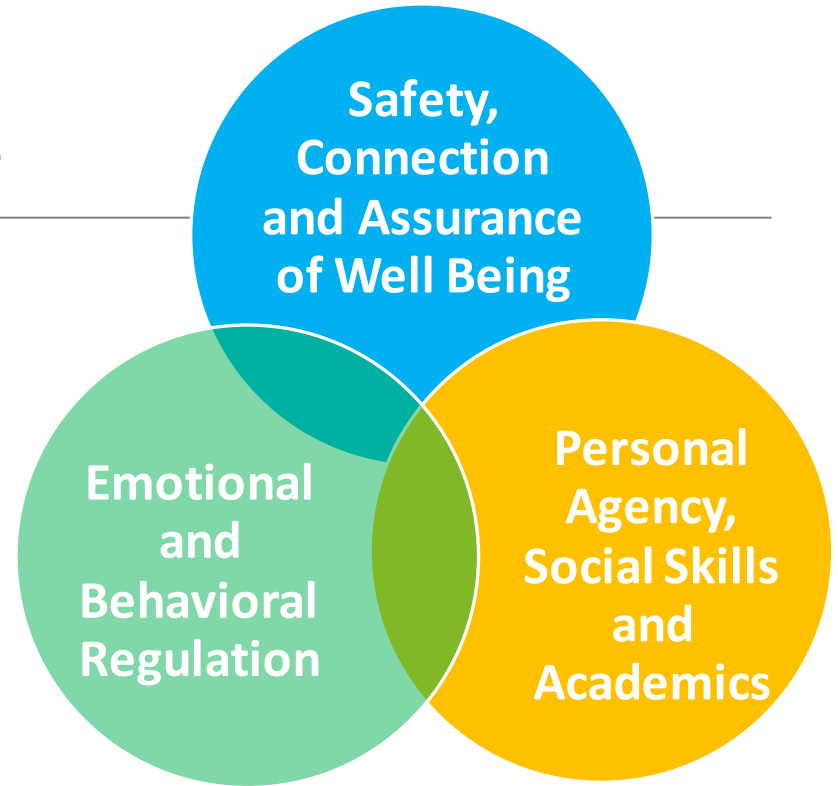 Safety,
Connection
and Assurance
of Well Being
Emotional
and
Behavioral
Regulation
Personal
Agency,
Social Skills
and
Academics